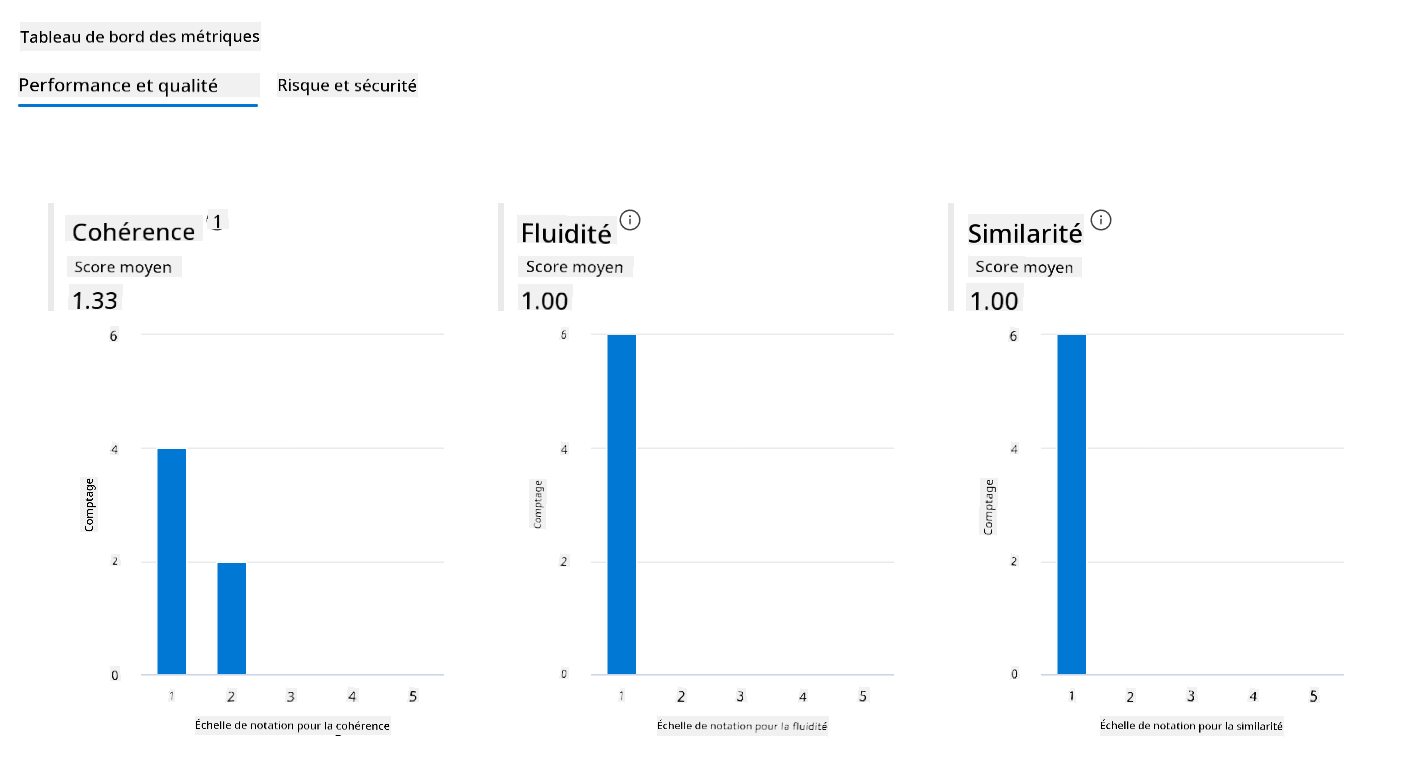 Tableau de bord des métriques
Performance et qualité
Risque et sécurité
Cohérence 1
Score moyen
1.33
6
4
2
0
Comptage
1 2 3 4 5
Échelle de notation pour la cohérence
Fluidité
Score moyen
1.00
6
4
2
0
Comptage
1 2 3 4 5
Échelle de notation pour la fluidité
Similarité
Score moyen
1.00
6
4
2
0
Comptage
1 2 3 4 5
Échelle de notation pour la similarité